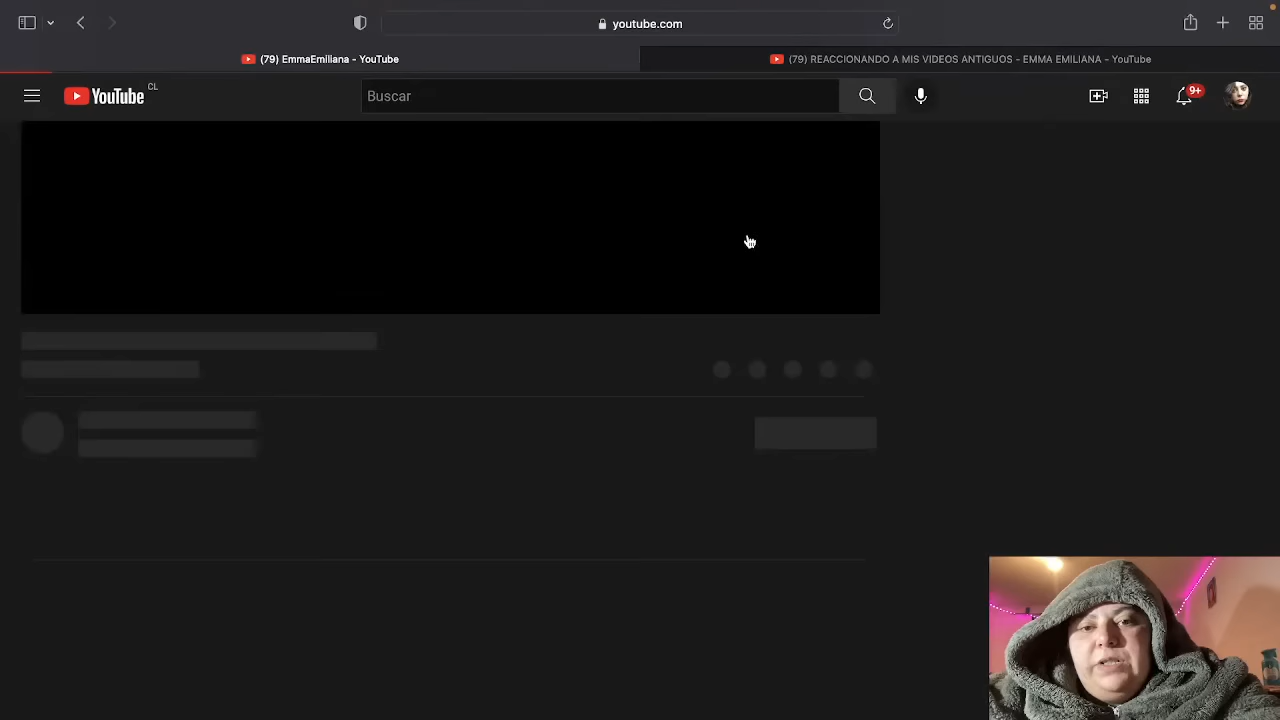 youtube.com
(79) EmmaEmiliana - YouTube
(79) REACCIONANDO A MIS VIDEOS ANTIGUOS - EMMA EMILIANA - YouTube
YouTube CL
Buscar
9+